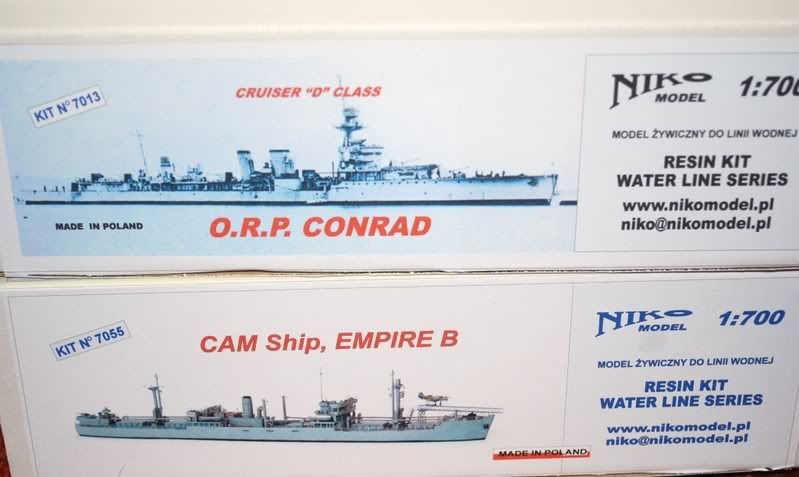 KIT Nº 7013
CRUISER "D" CLASS
MADE IN POLAND
O.R.P. CONRAD
NIKO
MODEL
1:700
MODEL ŻYWICZNY DO LINII WODNEJ
RESIN KIT
WATER LINE SERIES
www.nikomodel.pl
niko@nikomodel.pl
KIT Nº 7055
CAM Ship, EMPIRE B
MADE IN POLAND
NIKO
MODEL
1:700
MODEL ŻYWICZNY DO LINII WODNEJ
RESIN KIT
WATER LINE SERIES
www.nikomodel.pl
niko@nikomodel.pl